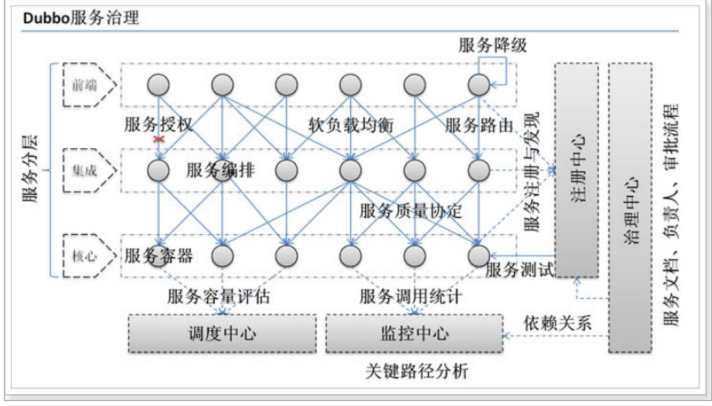 Dubbo服务治理
服务降级
前端
服务授权
软负载均衡
服务路由
服务分层
集成
服务编排
服务注册与发现
注册中心
治理中心
服务文档、负责人、审批流程
服务质量协定
核心
服务容器
服务测试
服务容量评估
服务调用统计
调度中心
监控中心
依赖关系
关键路径分析